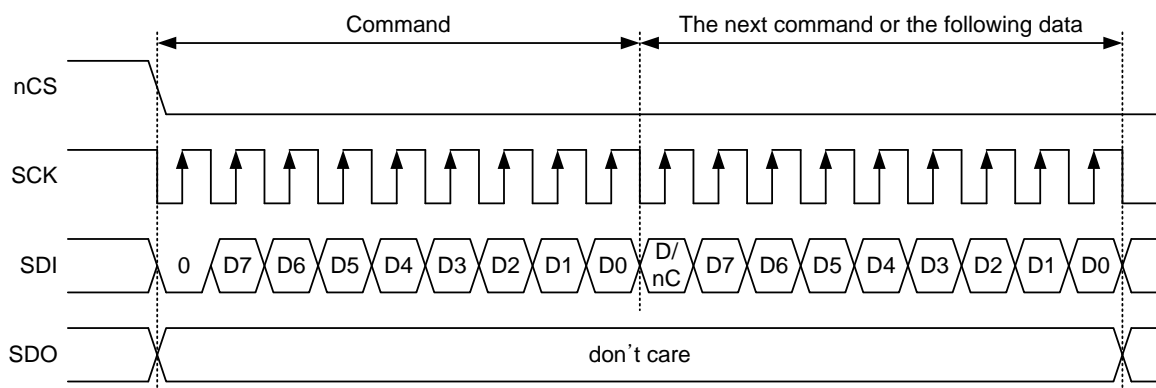 Command The next command or the following data
nCS
SCK
SDI 0 D7 D6 D5 D4 D3 D2 D1 D0 D/ nC D7 D6 D5 D4 D3 D2 D1 D0
SDO don't care